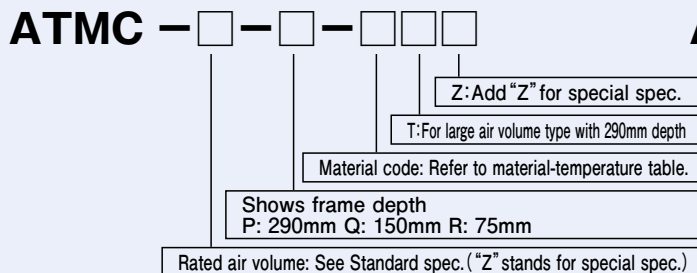 ATMC －□－□－□□□
Z：Add “Z” for special spec.
T：For large air volume type with 290mm depth
Material code: Refer to material-temperature table.
Shows frame depth
P: 290mm Q: 150mm R: 75mm
Rated air volume: See Standard spec. (“Z” stands for special spec.)